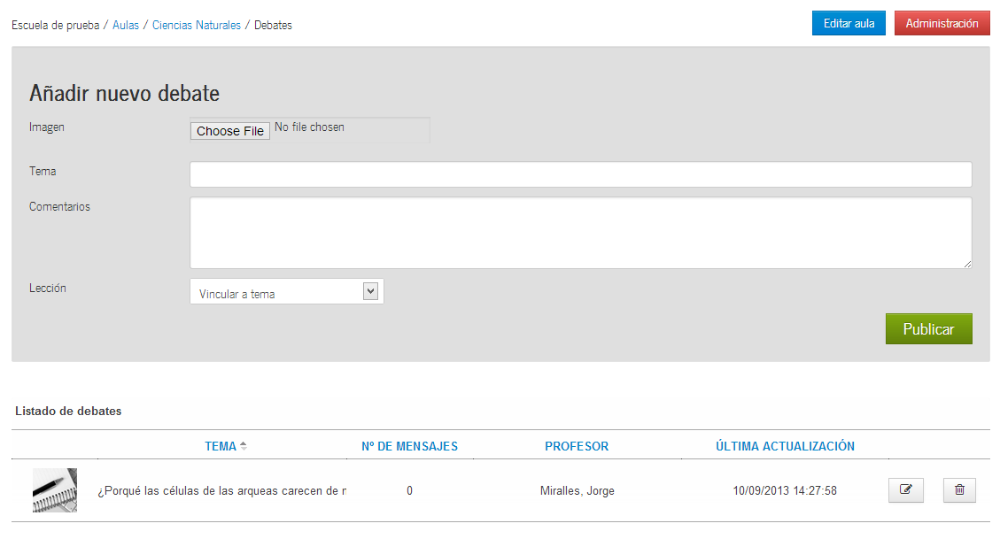 Escuela de prueba / Aulas / Ciencias Naturales / Debates
Editar aula
Administración
Añadir nuevo debate
Imagen
Choose File No file chosen
Tema
Comentarios
Lección
Vincular a tema
Publicar
Listado de debates
TEMA Nº DE MENSAJES PROFESOR ÚLTIMA ACTUALIZACIÓN
¿Porqué las células de las arqueas carecen de 0 Miralles, Jorge 10/09/2013 14:27:58